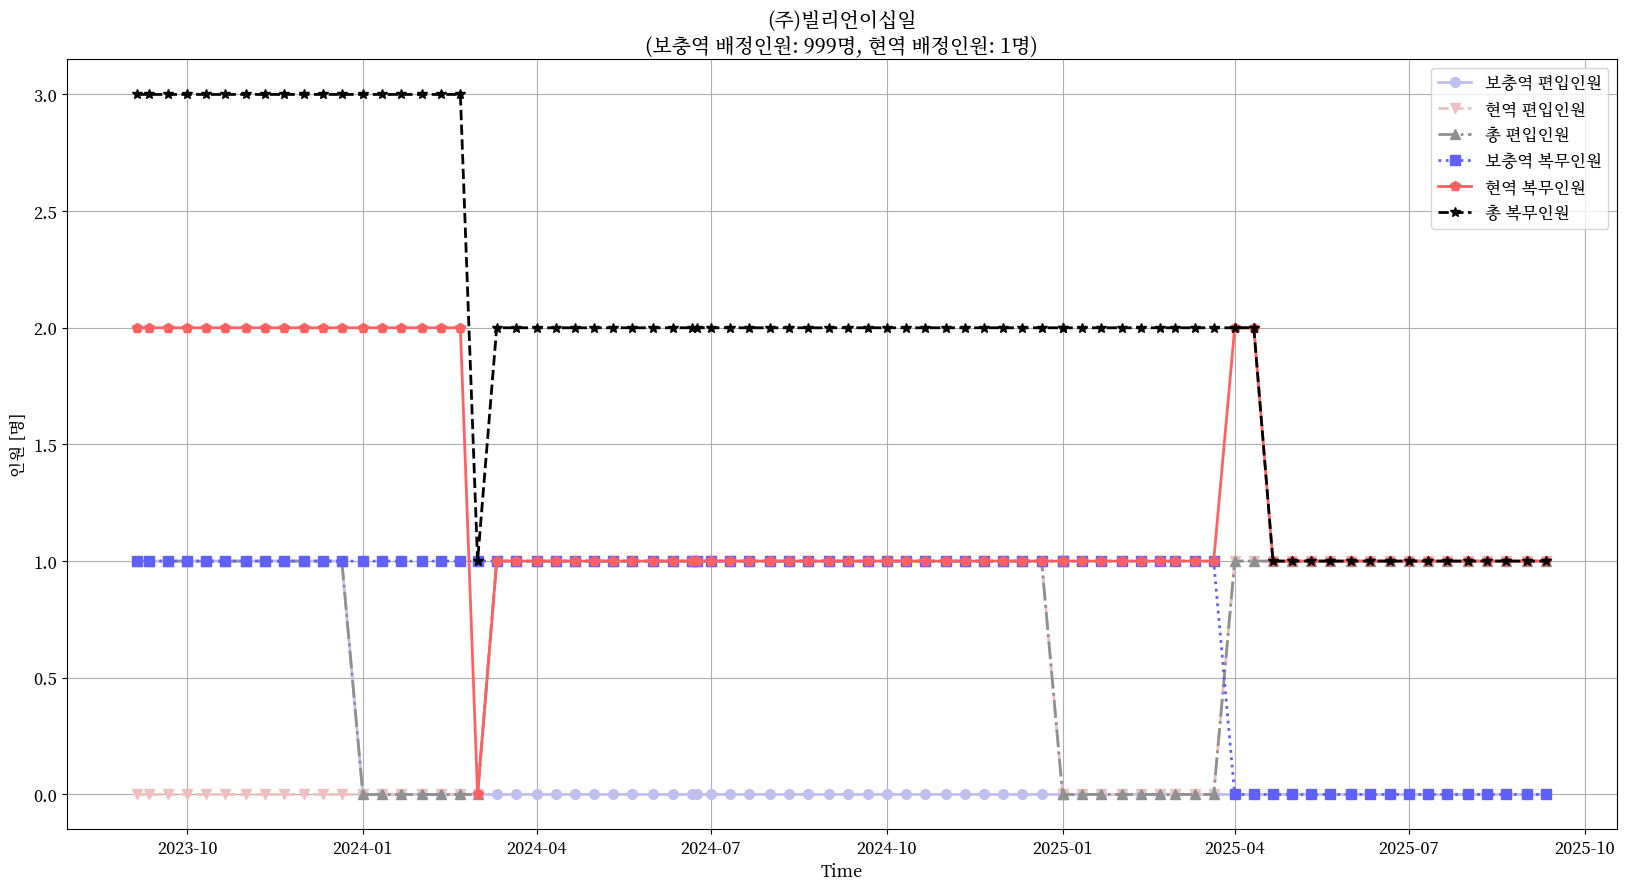 (주)빌리언이십일
(보충역 배정인원: 999명, 현역 배정인원: 1명)
보충역 편입인원
현역 편입인원
총 편입인원
보충역 복무인원
현역 복무인원
총 복무인원
3.0
2.5
2.0
1.5
1.0
0.5
0.0
인원 [명]
2023-10
2024-01
2024-04
2024-07
2024-10
2025-01
2025-04
2025-07
2025-10
Time